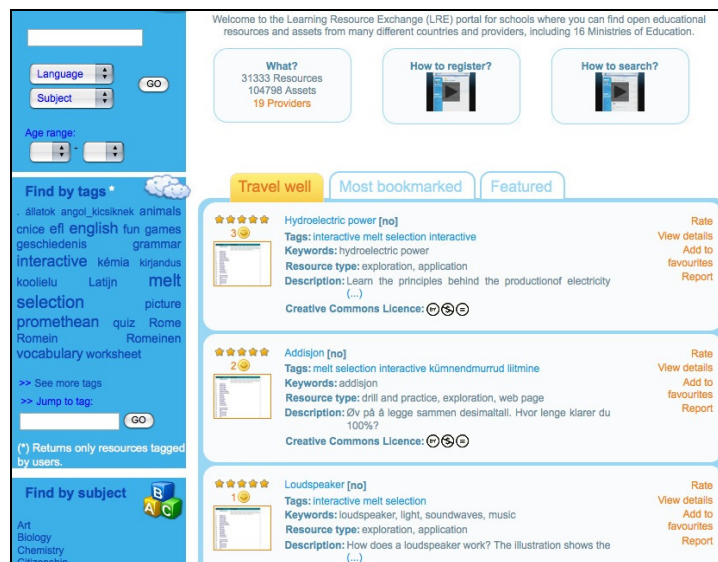 Welcome to the Learning Resource Exchange (LRE) portal for schools where you can find open educational
resources and assets from many different countries and providers, including 16 Ministries of Education.
Language
Subject
GO
Age range:
-
What?
31333 Resources
104798 Assets
19 Providers
How to register?
How to search?
Find by tags *
. állatok angol_kicsiknek animals
cnice efl english fun games
geschiedenis grammar
interactive kémia kirjandus
koolielu Latijn melt
selection picture
promethean quiz Rome
Romein Romeinen
vocabulary worksheet
>> See more tags
>> Jump to tag:
GO
(*) Returns only resources tagged
by users.
Find by subject
A B C
Art
Biology
Chemistry
Citizenship
Travel well
Most bookmarked
Featured
3
Hydroelectric power [no]
Tags: interactive melt selection interactive
Keywords: hydroelectric power
Resource type: exploration, application
Description: Learn the principles behind the productionof electricity
(...)
Creative Commons Licence:
Rate
View details
Add to
favourites
Report
2
Addisjon [no]
Tags: melt selection interactive kümnendmurrud liitmine
Keywords: addisjon
Resource type: drill and practice, exploration, web page
Description: Øv på å legge sammen desimaltall. Hvor lenge klarer du
100%?
Creative Commons Licence:
Rate
View details
Add to
favourites
Report
1
Loudspeaker [no]
Tags: interactive melt selection
Keywords: loudspeaker, light, soundwaves, music
Resource type: exploration, application
Description: How does a loudspeaker work? The illustration shows the
(...)
Rate
View details
Add to
favourites
Report